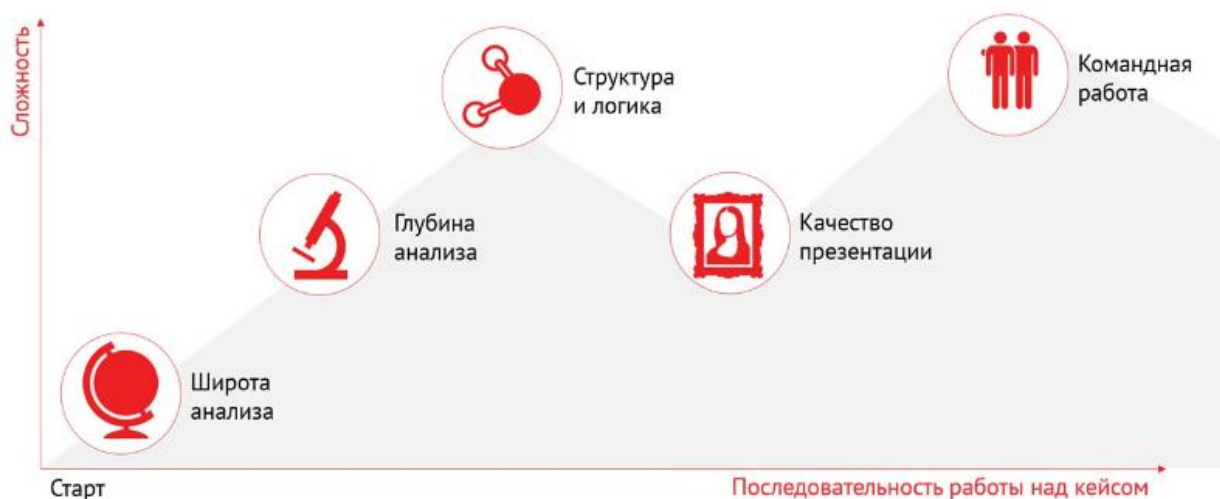 Сложность
Структура
и логика
Командная
работа
Глубина
анализа
Качество
презентации
Широта
анализа
Старт
Последовательность работы над кейсом